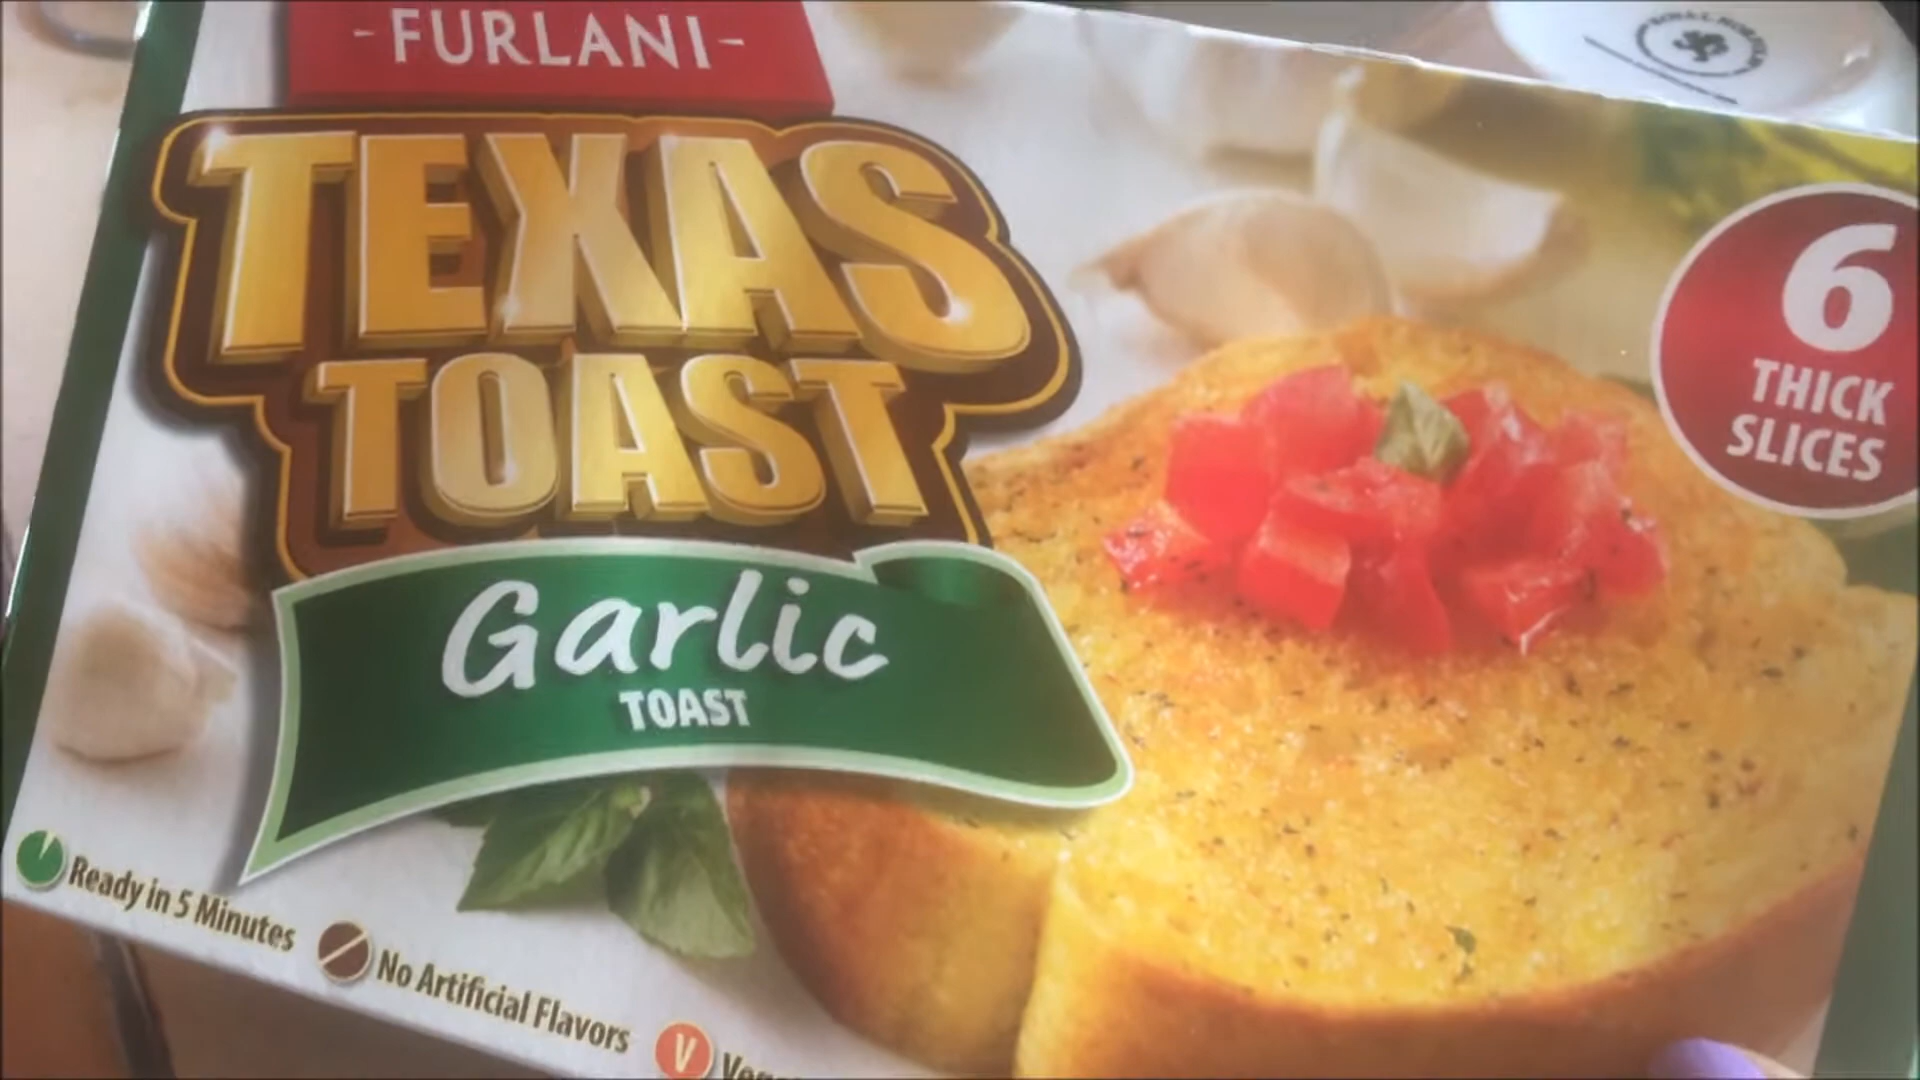 -FURLANI-
TEXAS
TOAST
Garlic
TOAST
6
THICK
SLICES
Ready in 5 Minutes
No Artificial Flavors
V